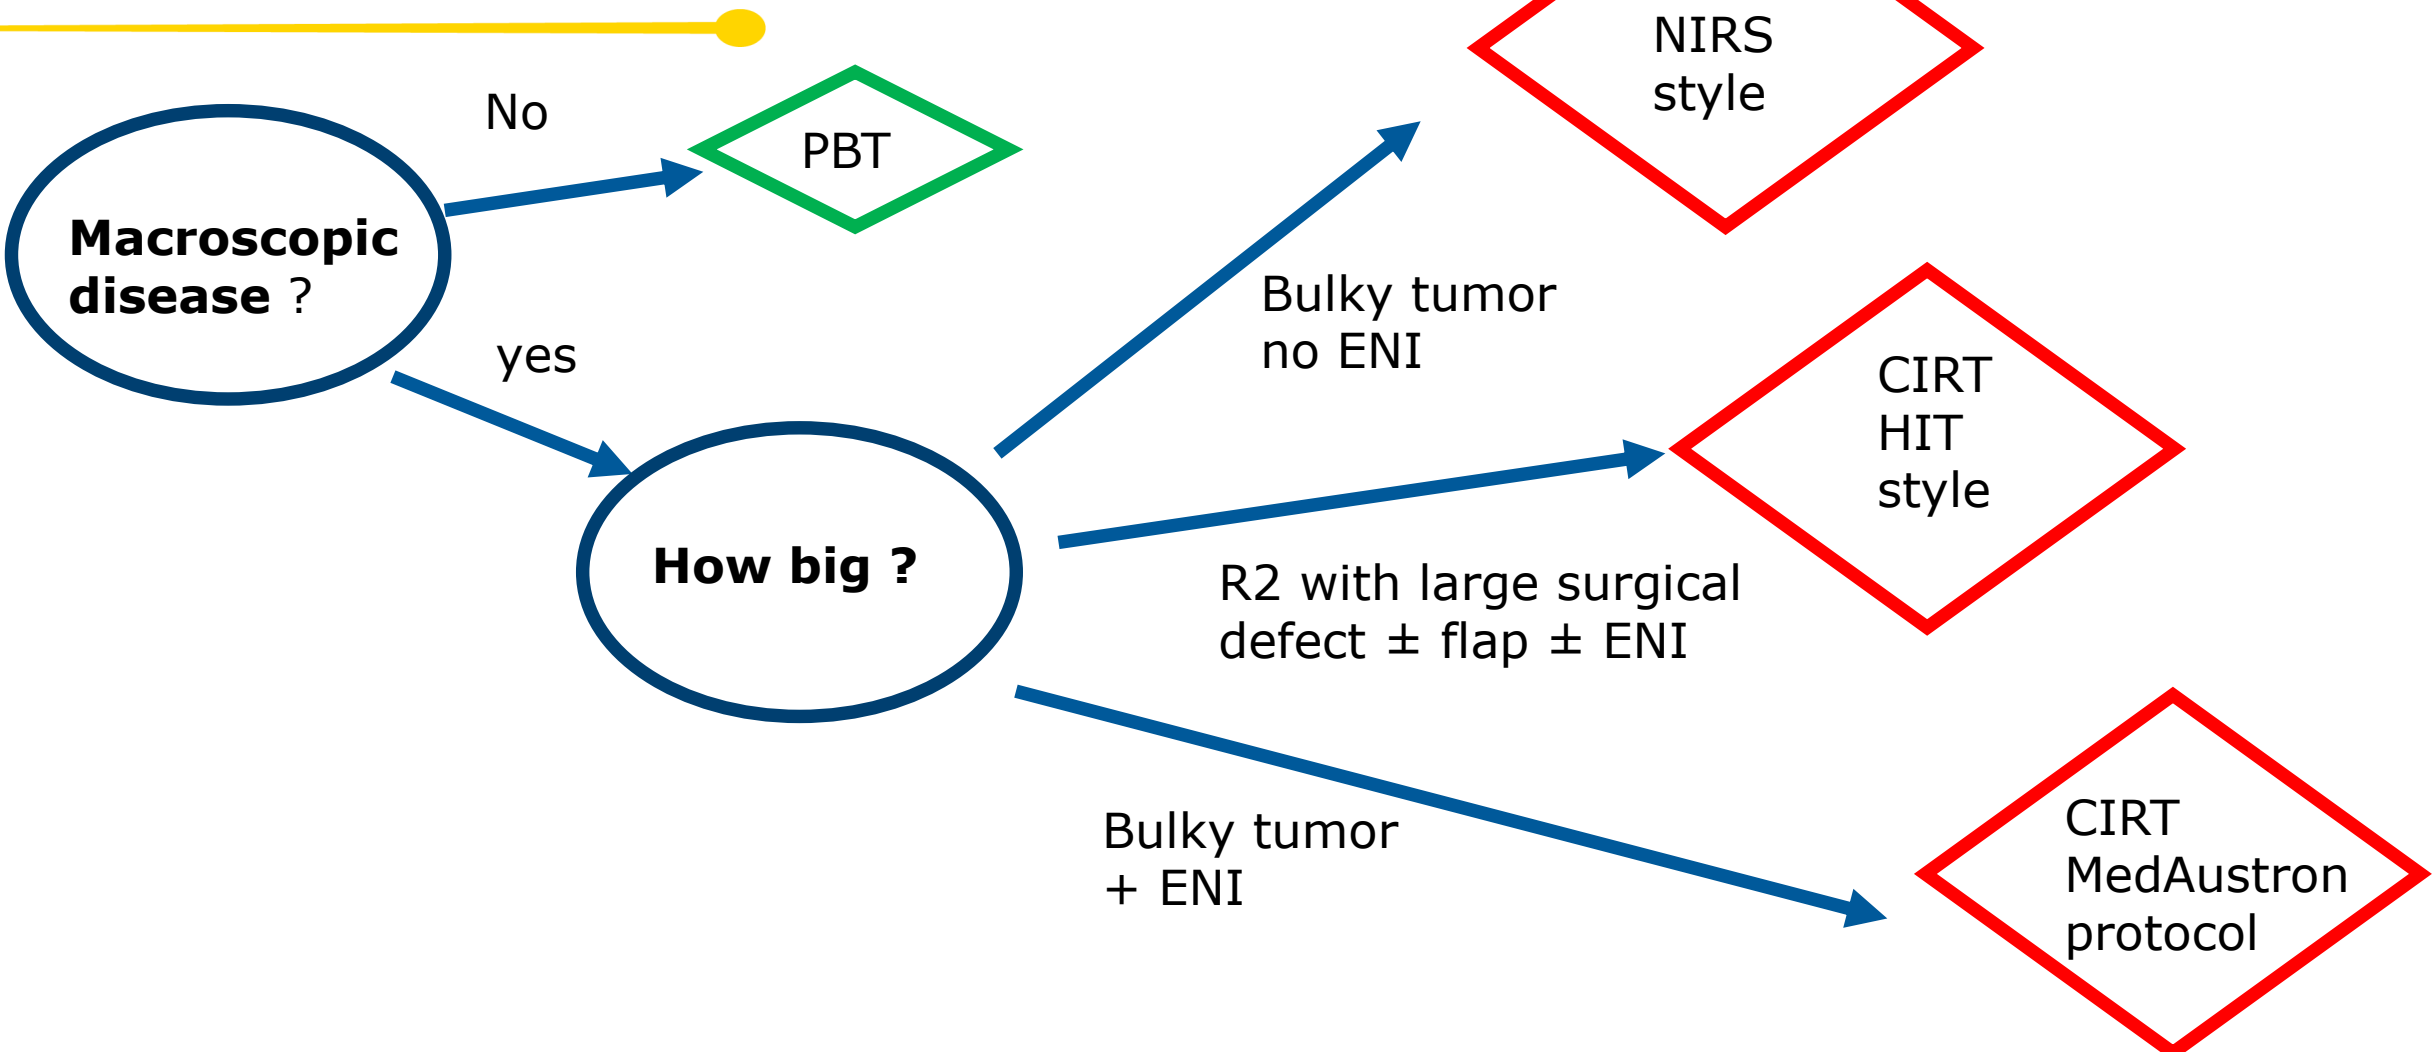 No
PBT
Macroscopic
disease ?
yes
How big ?
NIRS
style
Bulky tumor
no ENI
CIRT
HIT
style
R2 with large surgical
defect ± flap ± ENI
Bulky tumor
+ ENI
CIRT
MedAustron
protocol